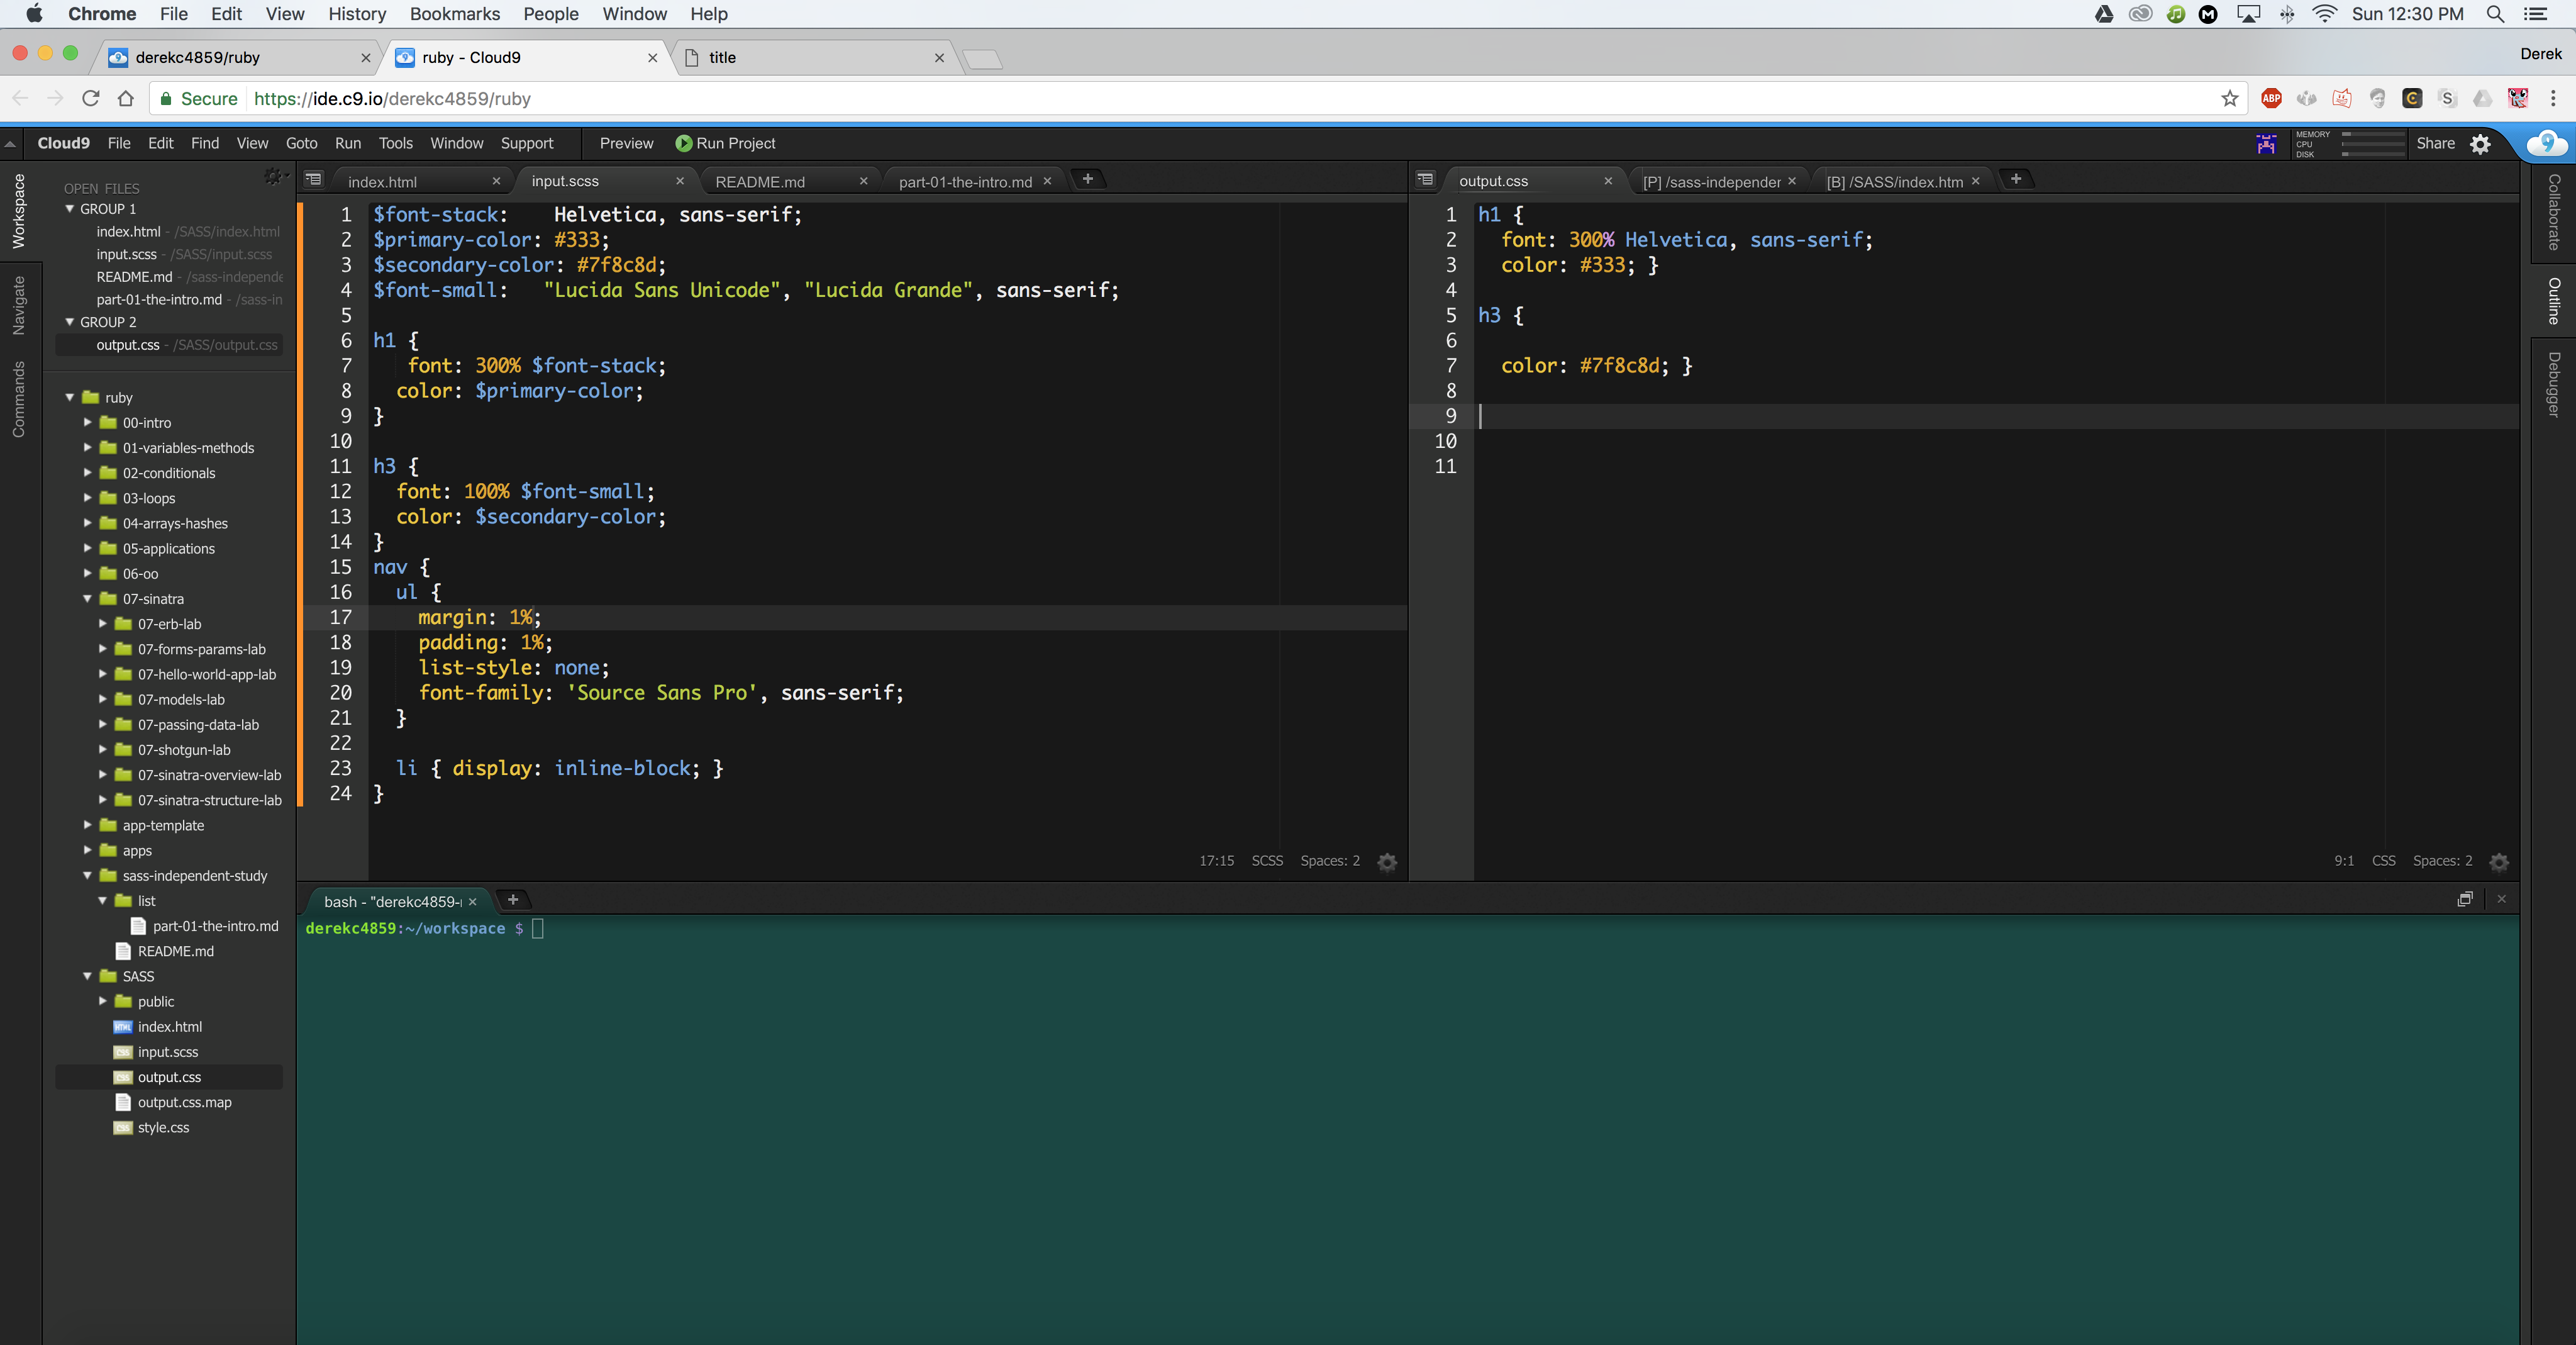 Chrome File Edit View History Bookmarks People Window Help Sun 12:30 PM
derekc4859/ruby ruby - Cloud9 title Derek
Secure https://ide.c9.io/derekc4859/ruby ABP
Cloud9 File Edit Find View Goto Run Tools Window Support Preview Run Project MEMORY CPU DISK Share
Workspace
Navigate
Commands
OPEN FILES
GROUP 1
index.html - /SASS/index.html
input.scss - /SASS/input.scss
README.md - /sass-independe
part-01-the-intro.md - /sass-in
GROUP 2
output.css - /SASS/output.css
ruby
00-intro
01-variables-methods
02-conditionals
03-loops
04-arrays-hashes
05-applications
06-oo
07-sinatra
07-erb-lab
07-forms-params-lab
07-hello-world-app-lab
07-models-lab
07-passing-data-lab
07-shotgun-lab
07-sinatra-overview-lab
07-sinatra-structure-lab
app-template
apps
sass-independent-study
list
part-01-the-intro.md
README.md
SASS
public
index.html
input.scss
output.css
output.css.map
style.css
index.html input.scss README.md part-01-the-intro.md
1 $font-stack:    Helvetica, sans-serif;
2 $primary-color: #333;
3 $secondary-color: #7f8c8d;
4 $font-small:   "Lucida Sans Unicode", "Lucida Grande", sans-serif;
5
6 h1 {
7    font: 300% $font-stack;
8   color: $primary-color;
9 }
10
11 h3 {
12   font: 100% $font-small;
13   color: $secondary-color;
14 }
15 nav {
16   ul {
17     margin: 1%;
18     padding: 1%;
19     list-style: none;
20     font-family: 'Source Sans Pro', sans-serif;
21   }
22
23   li { display: inline-block; }
24 }
17:15 SCSS Spaces: 2
output.css [P] /sass-independer [B] /SASS/index.htm
1 h1 {
2   font: 300% Helvetica, sans-serif;
3   color: #333; }
4
5 h3 {
6
7   color: #7f8c8d; }
8
9
10
11
9:1 CSS Spaces: 2
Collaborate
Outline
Debugger
bash - "derekc4859-
derekc4859:~/workspace $